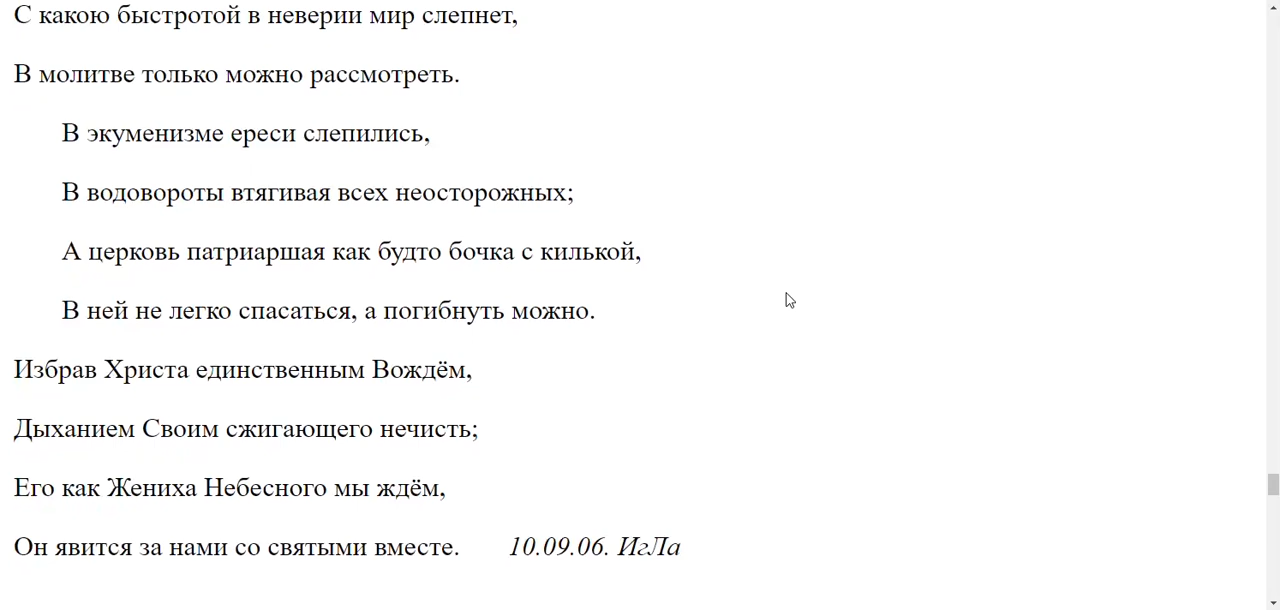 С какою быстротой в неверии мир слепнет,
В молитве только можно рассмотреть.
В экуменизме ереси слепились,
В водовороты втягивая всех неосторожных;
А церковь патриаршая как будто бочка с килькой,
В ней не легко спасаться, а погибнуть можно.
Избрав Христа единственным Вождём,
Дыханием Своим сжигающего нечисть;
Его как Жениха Небесного мы ждём,
Он явится за нами со святыми вместе. 10.09.06. ИгЛа